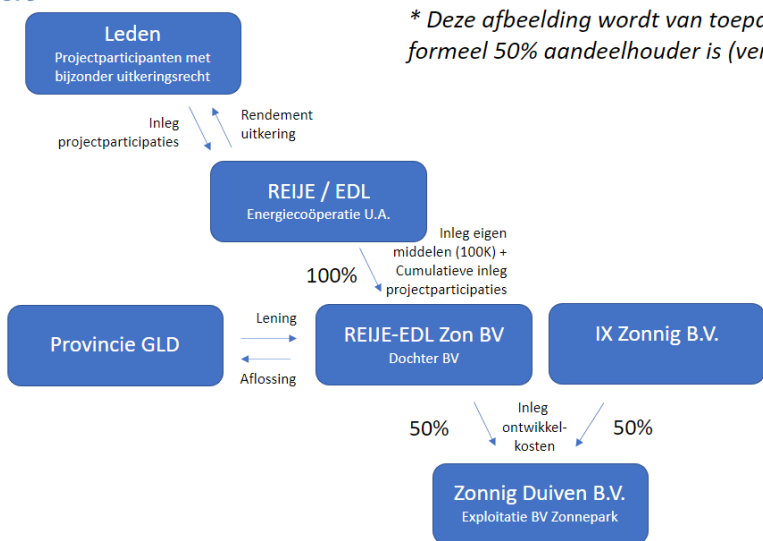 Leden
Projectparticipanten met
bijzonder uitkeringsrecht
* Deze afbeelding wordt van
formeel 50% aandeelhouder is
Inleg
projectparticipaties
Rendement
uitkering
REIJE / EDL
Energiecoöperatie U.A.
100%
Inleg eigen
middelen (100K) +
Cumulatieve inleg
projectparticipaties
Provincie GLD
Lening
Aflossing
REIJE-EDL Zon BV
Dochter BV
IX Zonnig B.V.
50%
Inleg
ontwikkel-
kosten
50%
Zonnig Duiven B.V.
Exploitatie BV Zonnepark